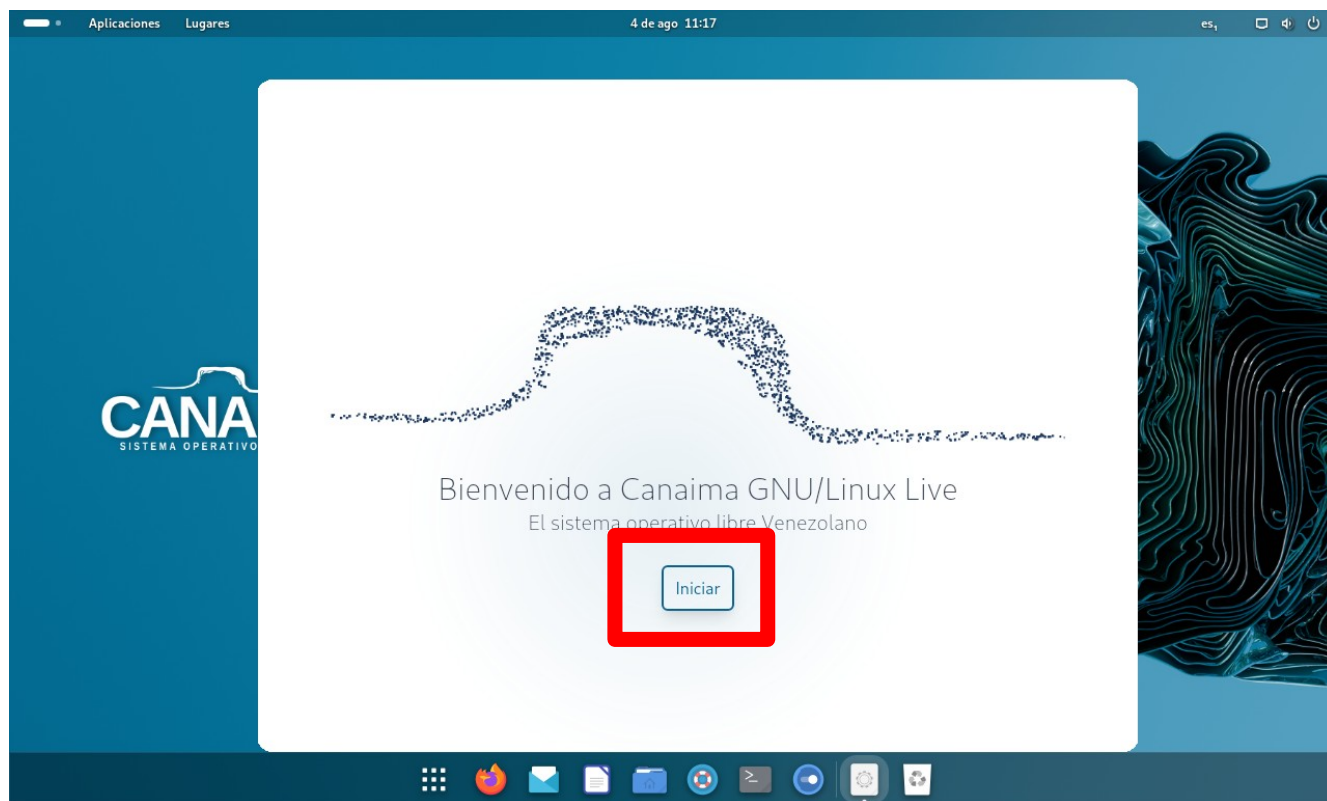 Aplicaciones Lugares 4 de ago 11:17 es₁
CANA
SISTEMA OPERATIVO
Bienvenido a Canaima GNU/Linux Live
El sistema operativo libre Venezolano
Iniciar